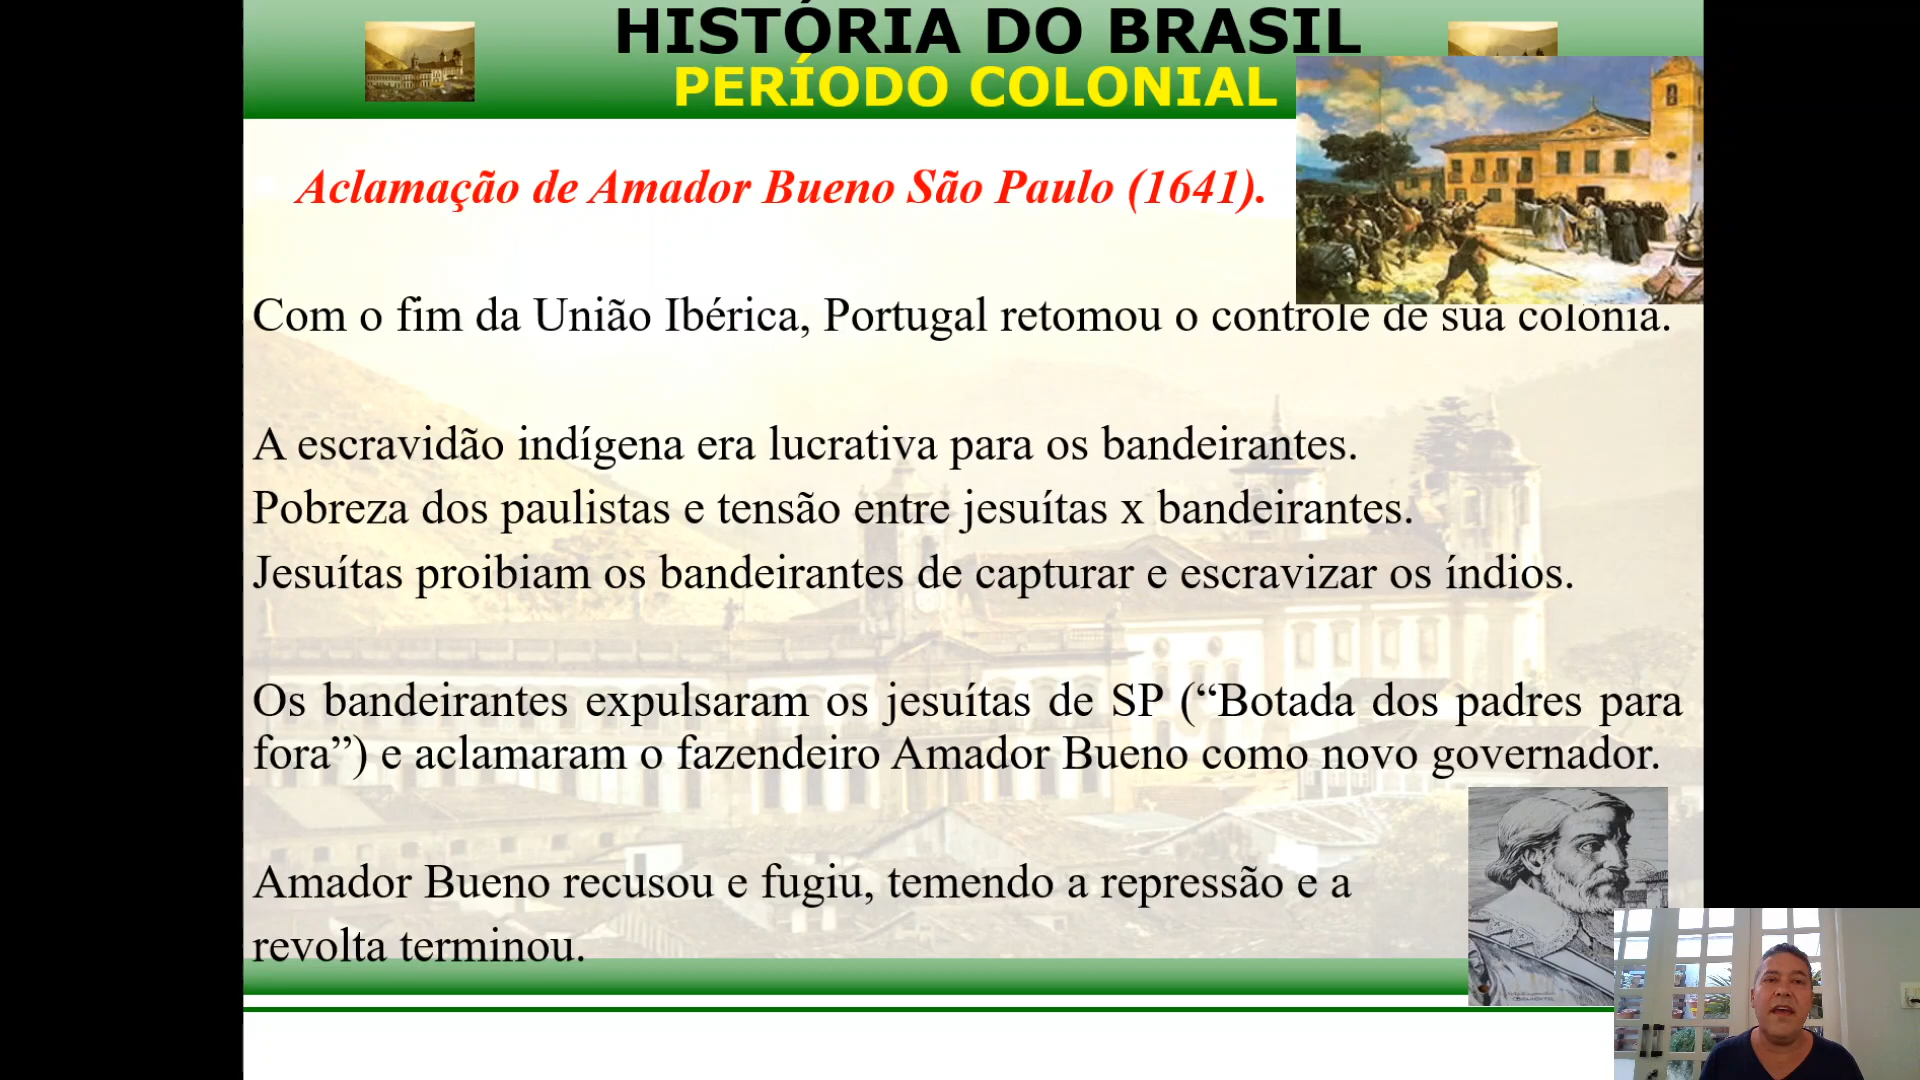 HISTÓRIA DO BRASIL
PERÍODO COLONIAL
Aclamação de Amador Bueno São Paulo (1641).
Com o fim da União Ibérica, Portugal retomou o controle de sua colônia.
A escravidão indígena era lucrativa para os bandeirantes.
Pobreza dos paulistas e tensão entre jesuítas x bandeirantes.
Jesuítas proibiam os bandeirantes de capturar e escravizar os índios.
Os bandeirantes expulsaram os jesuítas de SP (“Botada dos padres para
fora”) e aclamaram o fazendeiro Amador Bueno como novo governador.
Amador Bueno recusou e fugiu, temendo a repressão e a
revolta terminou.